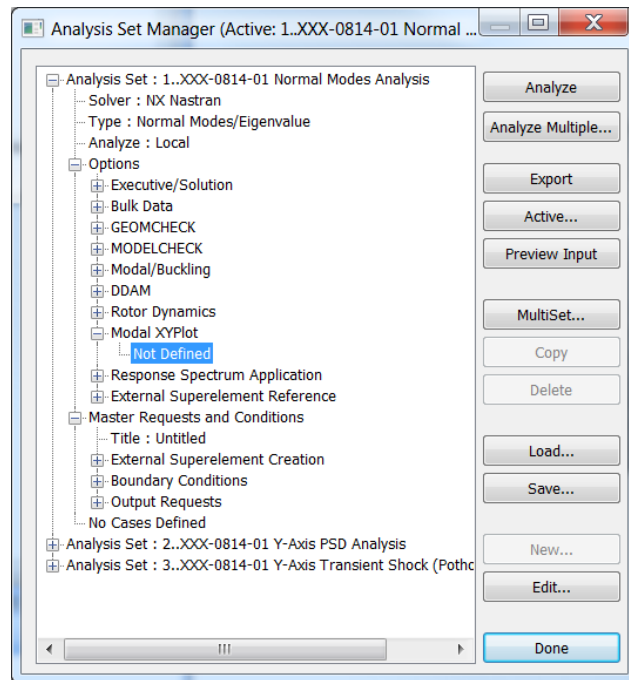 Analysis Set Manager (Active: 1..XXX-0814-01 Normal ...
Analysis Set : 1..XXX-0814-01 Normal Modes Analysis
Solver : NX Nastran
Type : Normal Modes/Eigenvalue
Analyze : Local
Options
Executive/Solution
Bulk Data
GEOMCHECK
MODELCHECK
Modal/Buckling
DDAM
Rotor Dynamics
Modal XYPlot
Not Defined
Response Spectrum Application
External Superelement Reference
Master Requests and Conditions
Title : Untitled
External Superelement Creation
Boundary Conditions
Output Requests
No Cases Defined
Analysis Set : 2..XXX-0814-01 Y-Axis PSD Analysis
Analysis Set : 3..XXX-0814-01 Y-Axis Transient Shock (Pothc
Analyze
Analyze Multiple...
Export
Active...
Preview Input
MultiSet...
Copy
Delete
Load...
Save...
New...
Edit...
Done